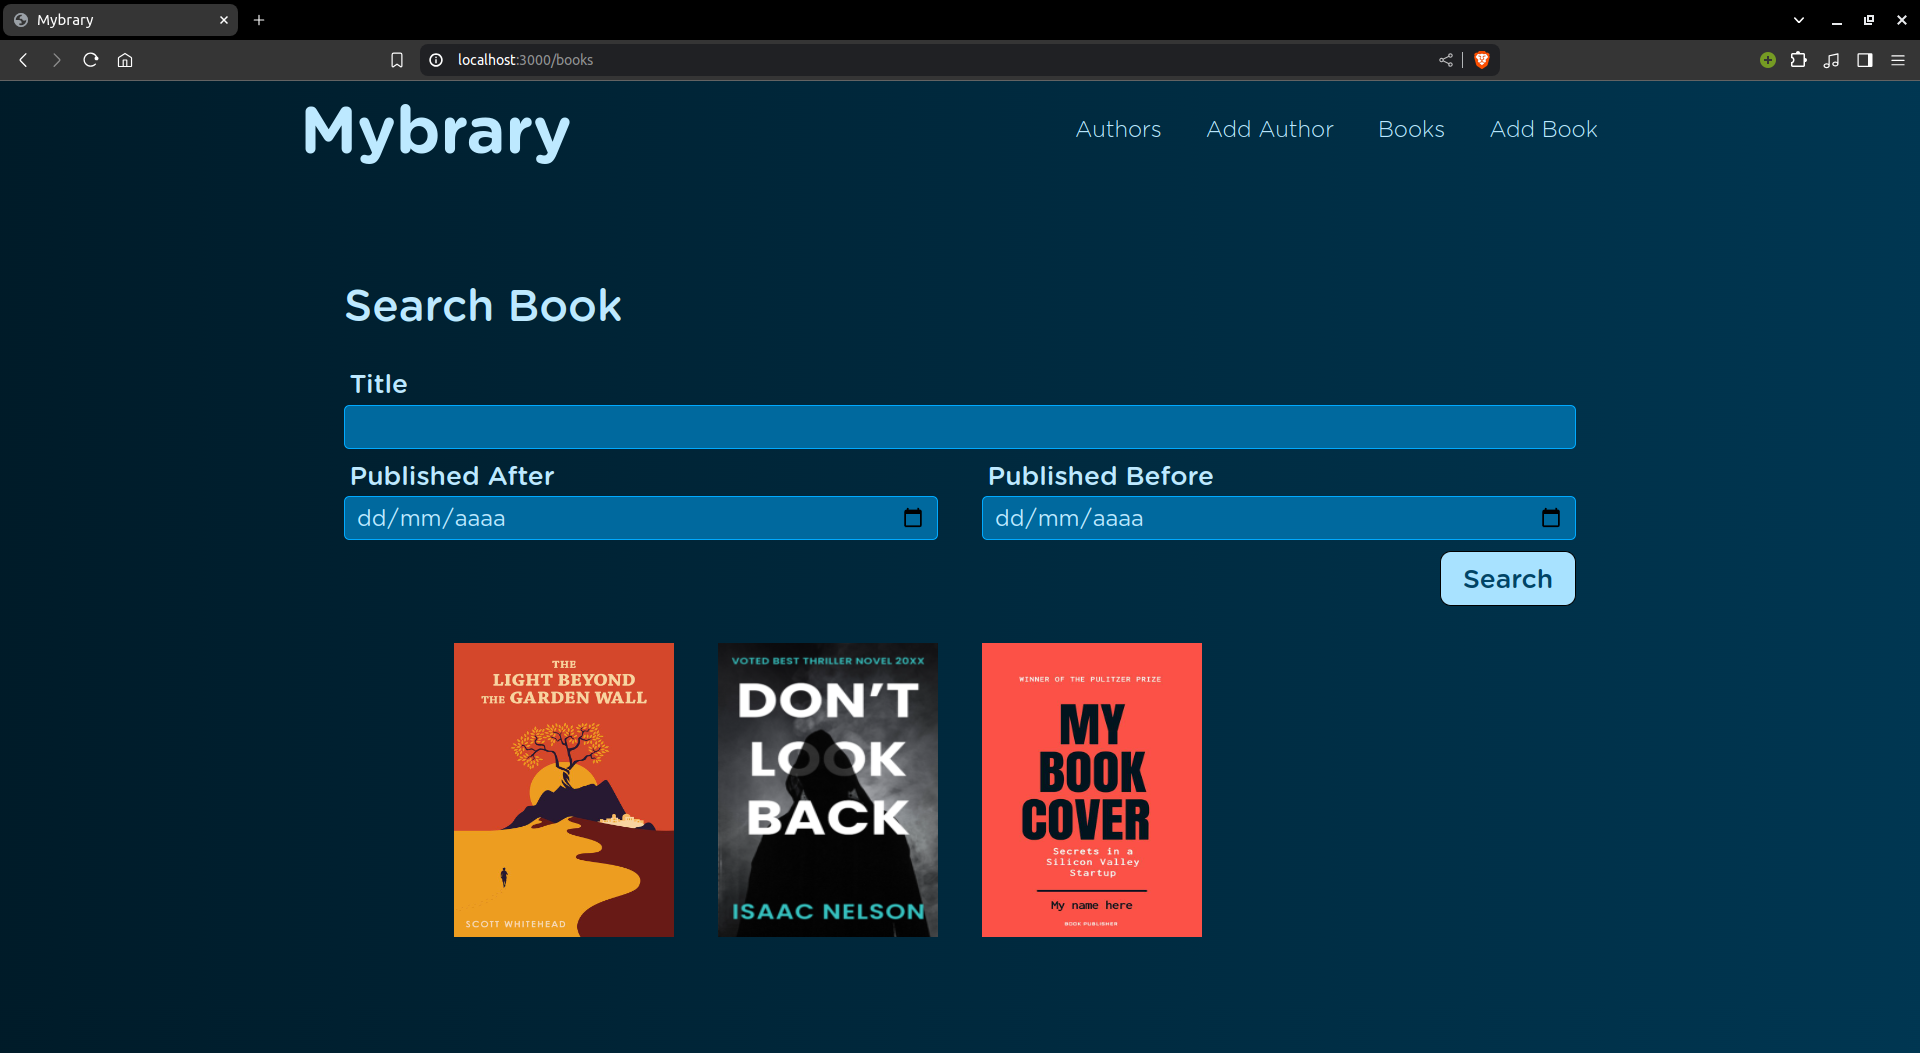 Mybrary
localhost:3000/books
Mybrary
Authors
Add Author
Books
Add Book
Search Book
Title
Published After
Published Before
dd/mm/aaaa
dd/mm/aaaa
Search
THE
LIGHT BEYOND
THE GARDEN WALL
SCOTT WHITEHEAD
VOTED BEST THRILLER NOVEL 20XX
DON'T
LOOK
BACK
ISAAC NELSON
WINNER OF THE PULITZER PRIZE
MY
BOOK
COVER
Secrets in a
Silicon Valley
Startup
My name here
BOOK PUBLISHER